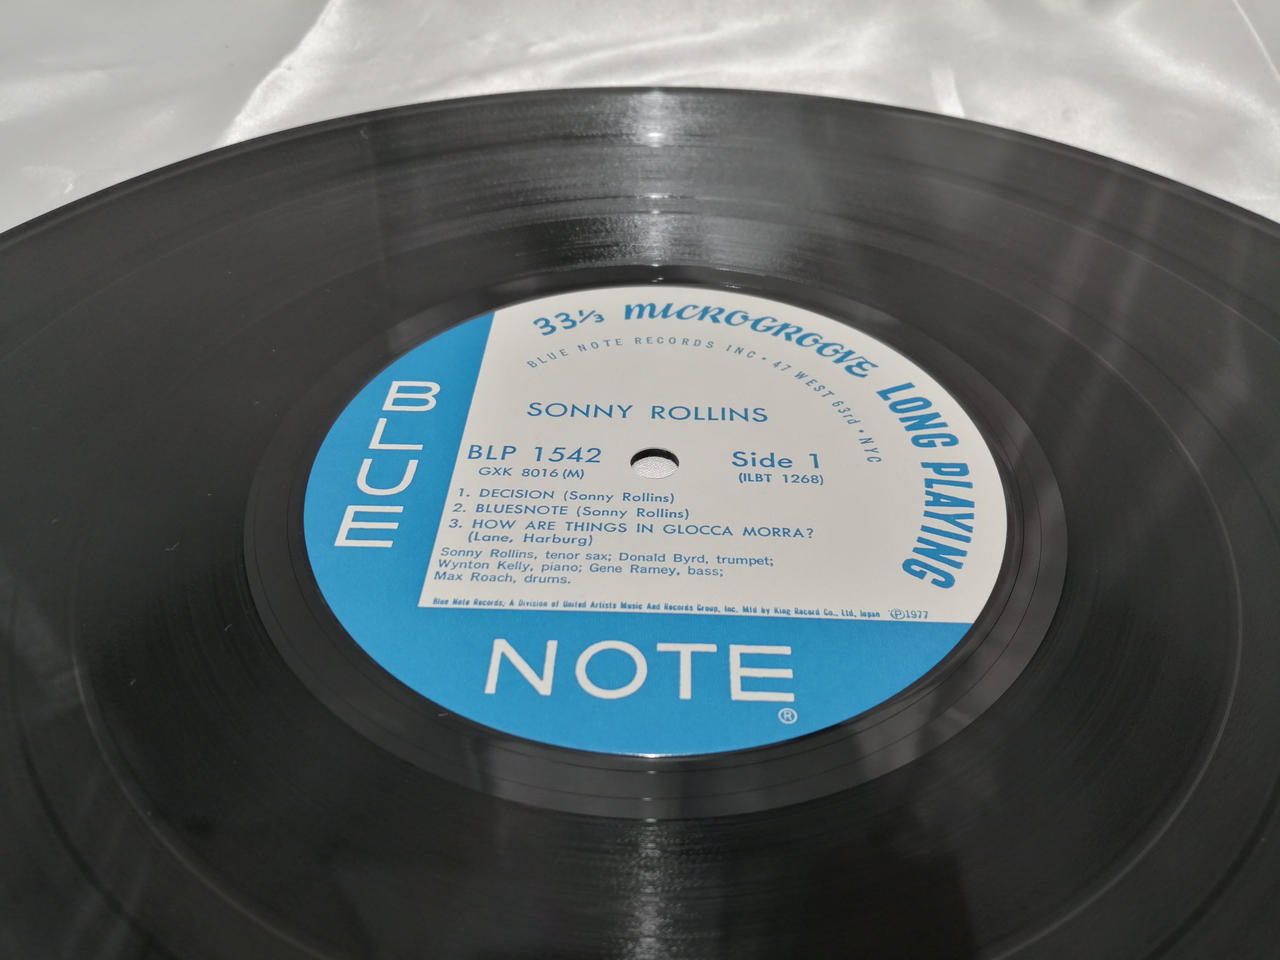 33⅓ MICROGROOVE LONG PLAYING
BLUE NOTE RECORDS INC • 47 WEST 63rd • NYC
SONNY ROLLINS
BLP 1542
GXK 8016 (M)
Side 1
(ILBT 1268)
1. DECISION (Sonny Rollins)
2. BLUESNOTE (Sonny Rollins)
3. HOW ARE THINGS IN GLOCCA MORRA?
(Lane, Harburg)
Sonny Rollins, tenor sax; Donald Byrd, trumpet;
Wynton Kelly, piano; Gene Ramey, bass;
Max Roach, drums.
Blue Note Records, A Division of United Artists Music And Records Group, Inc. Mfd by King Record Co., Ltd, Japan ℗1977
BLUE
NOTE ®